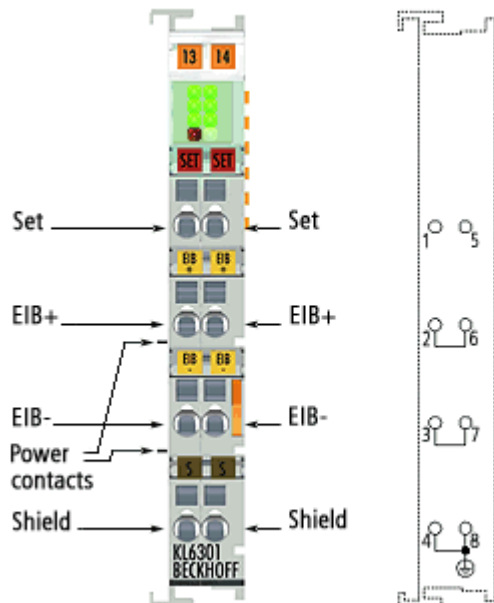 13 14
SET SET
Set
Set
1
5
EIB + EIB +
EIB+
EIB+
2
6
EIB - EIB -
EIB-
EIB-
3
7
Power
contacts
S S
Shield
Shield
4
8
KL6301
BECKHOFF